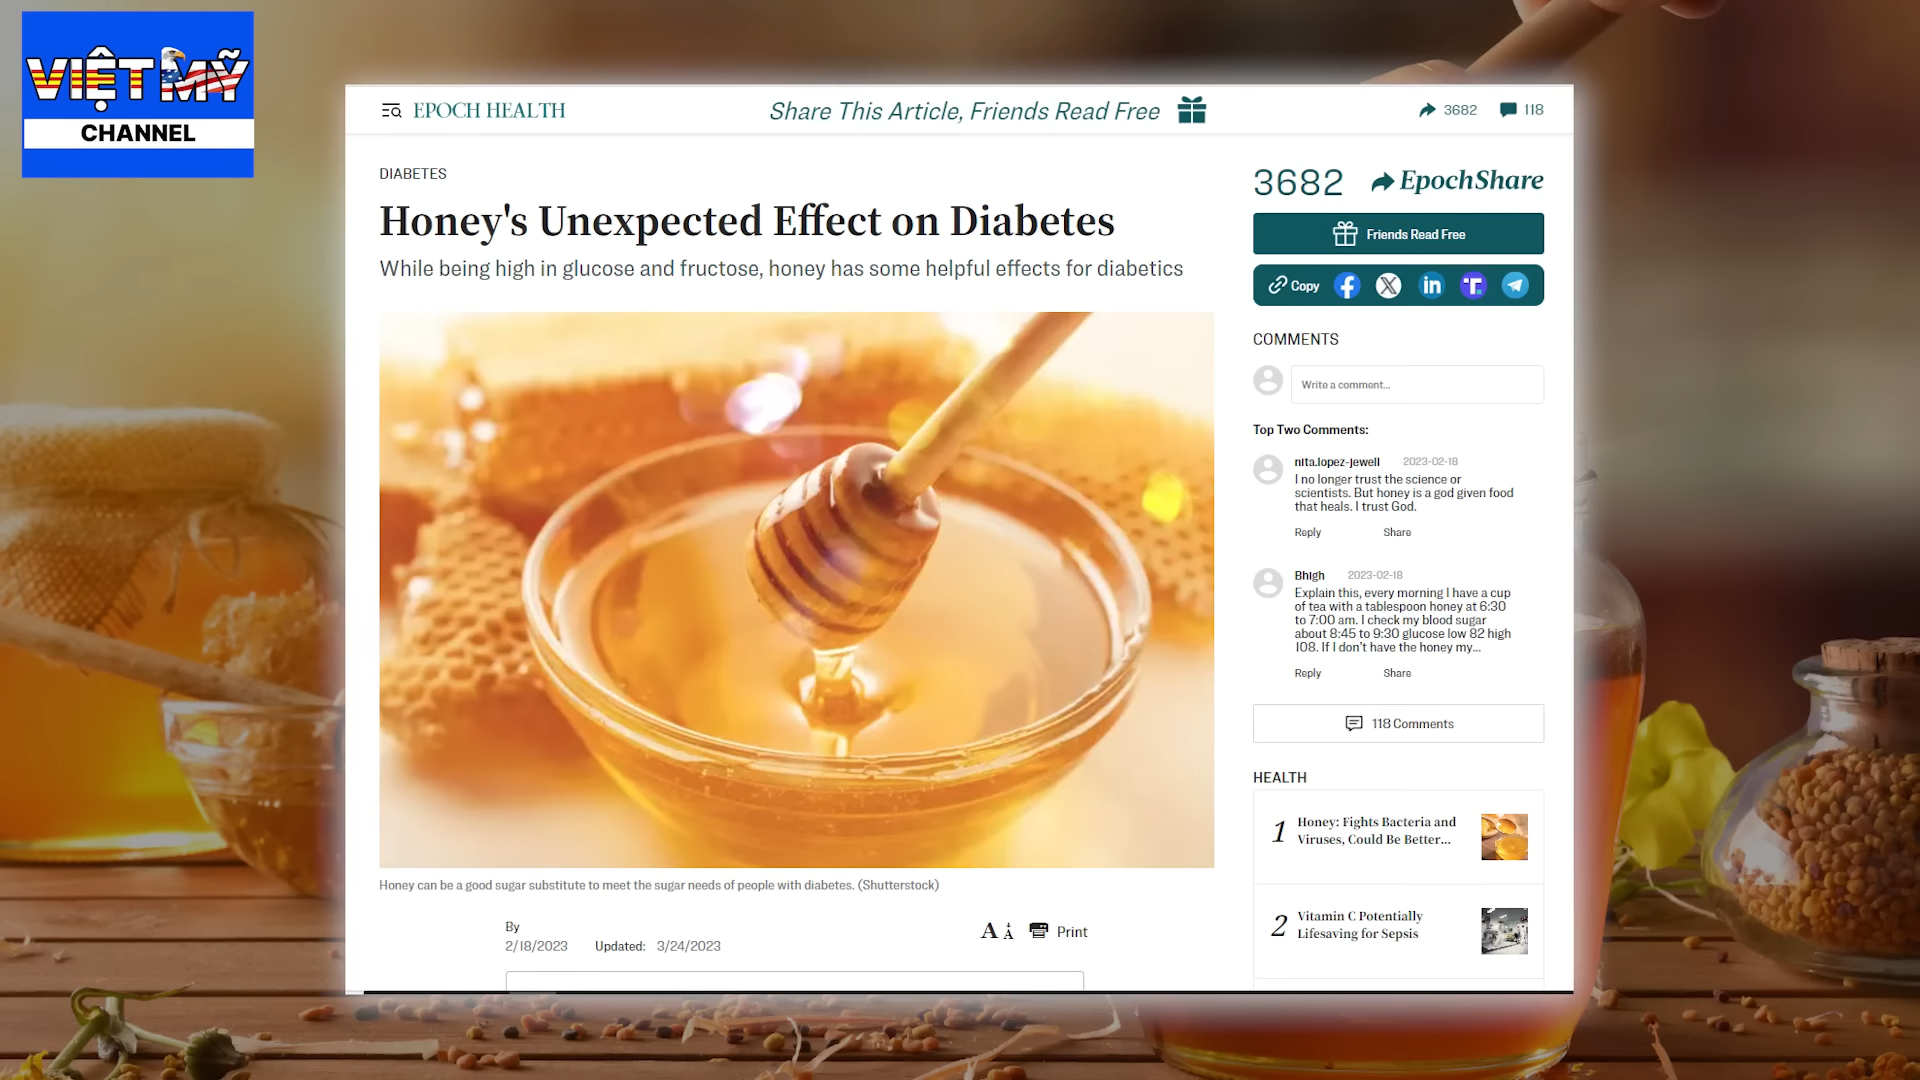 VIỆT MỸ
CHANNEL
EPOCH HEALTH
Share This Article, Friends Read Free
3682
118
DIABETES
Honey's Unexpected Effect on Diabetes
While being high in glucose and fructose, honey has some helpful effects for diabetics
Honey can be a good sugar substitute to meet the sugar needs of people with diabetes. (Shutterstock)
By
2/18/2023 Updated: 3/24/2023
A A Print
3682 EpochShare
Friends Read Free
Copy
COMMENTS
Write a comment...
Top Two Comments:
nita.lopez-jewell 2023-02-18
I no longer trust the science or
scientists. But honey is a god given food
that heals. I trust God.
Reply Share
Bhigh 2023-02-18
Explain this, every morning I have a cup
of tea with a tablespoon honey at 6:30
to 7:00 am. I check my blood sugar
about 8:45 to 9:30 glucose low 82 high
108. If I don't have the honey my...
Reply Share
118 Comments
HEALTH
1 Honey: Fights Bacteria and
Viruses, Could Be Better...
2 Vitamin C Potentially
Lifesaving for Sepsis